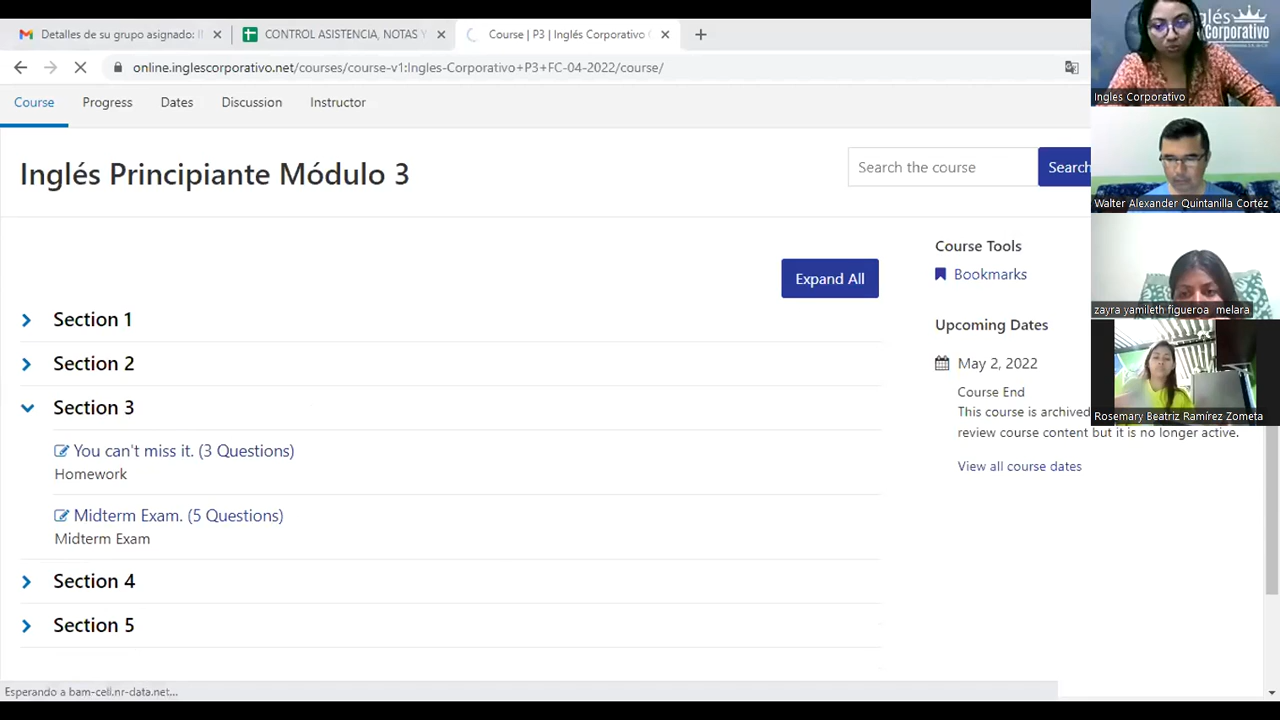 Detalles de su grupo asignado: I
CONTROL ASISTENCIA, NOTAS Y
Course | P3 | Inglés Corporativo
online.inglescorporativo.net/courses/course-v1:Ingles-Corporativo+P3+FC-04-2022/course/
Course
Progress
Dates
Discussion
Instructor
Inglés Principiante Módulo 3
Search the course
Search
Expand All
Section 1
Section 2
Section 3
You can't miss it. (3 Questions)
Homework
Midterm Exam. (5 Questions)
Midterm Exam
Section 4
Section 5
Course Tools
Bookmarks
Upcoming Dates
May 2, 2022
Course End
This course is archived
review course content but it is no longer active.
View all course dates
Esperando a bam-cell.nr-data.net...
glés
Corporativo
Ingles Corporativo
Walter Alexander Quintanilla Cortéz
zayra yamileth figueroa melara
Rosemary Beatriz Ramírez Zometa